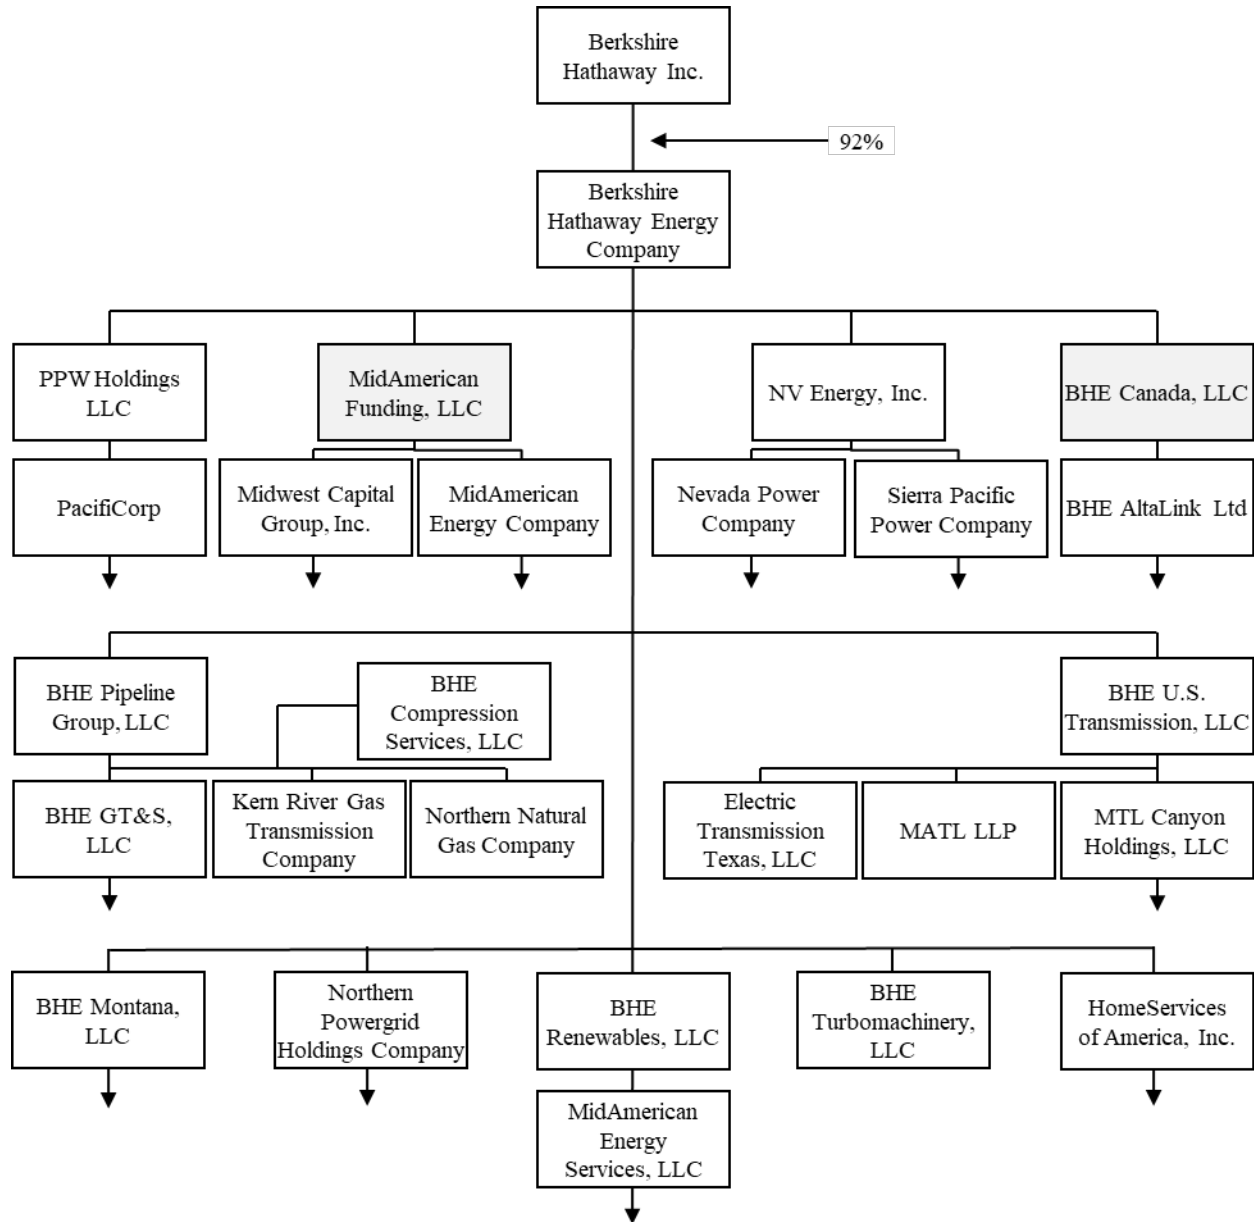 Berkshire
Hathaway Inc.
92%
Berkshire
Hathaway Energy
Company
PPW Holdings
LLC
MidAmerican
Funding, LLC
NV Energy, Inc.
BHE Canada, LLC
PacifiCorp
Midwest Capital
Group, Inc.
MidAmerican
Energy Company
Nevada Power
Company
Sierra Pacific
Power Company
BHE AltaLink Ltd
BHE Pipeline
Group, LLC
BHE
Compression
Services, LLC
BHE U.S.
Transmission, LLC
BHE GT&S,
LLC
Kern River Gas
Transmission
Company
Northern Natural
Gas Company
Electric
Transmission
Texas, LLC
MATL LLP
MTL Canyon
Holdings, LLC
BHE Montana,
LLC
Northern
Powergrid
Holdings Company
BHE
Renewables, LLC
BHE
Turbomachinery,
LLC
HomeServices
of America, Inc.
MidAmerican
Energy
Services, LLC